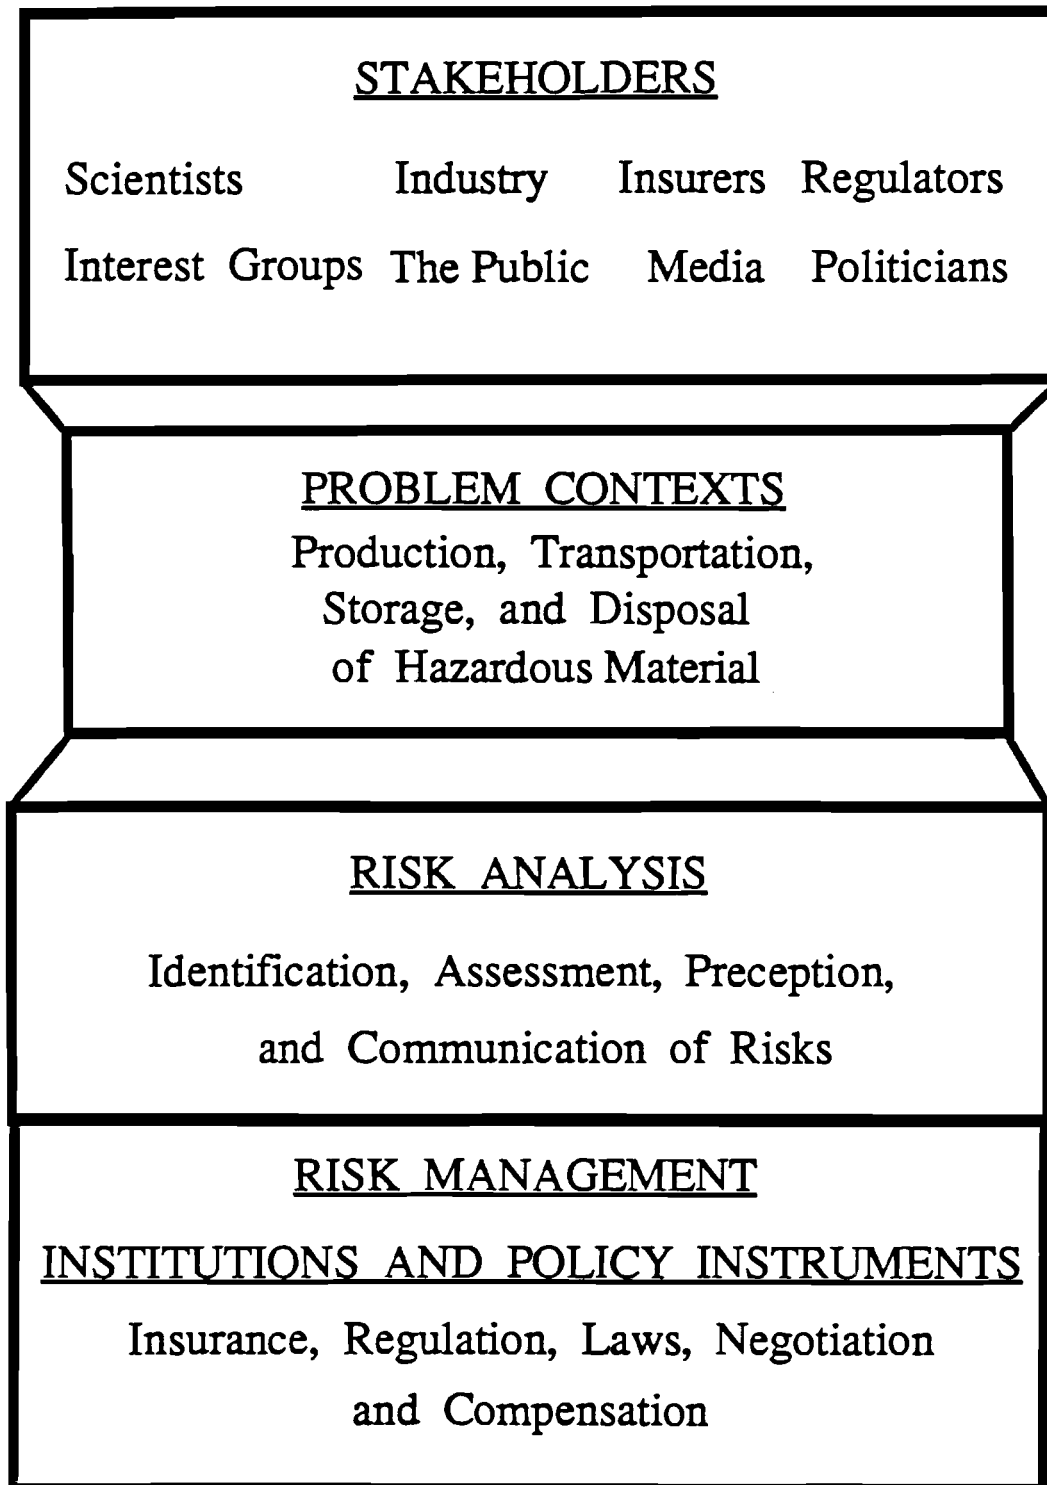 STAKEHOLDERS
Scientists Industry Insurers Regulators
Interest Groups The Public Media Politicians
PROBLEM CONTEXTS
Production, Transportation,
Storage, and Disposal
of Hazardous Material
RISK ANALYSIS
Identification, Assessment, Preception,
and Communication of Risks
RISK MANAGEMENT
INSTITUTIONS AND POLICY INSTRUMENTS
Insurance, Regulation, Laws, Negotiation
and Compensation